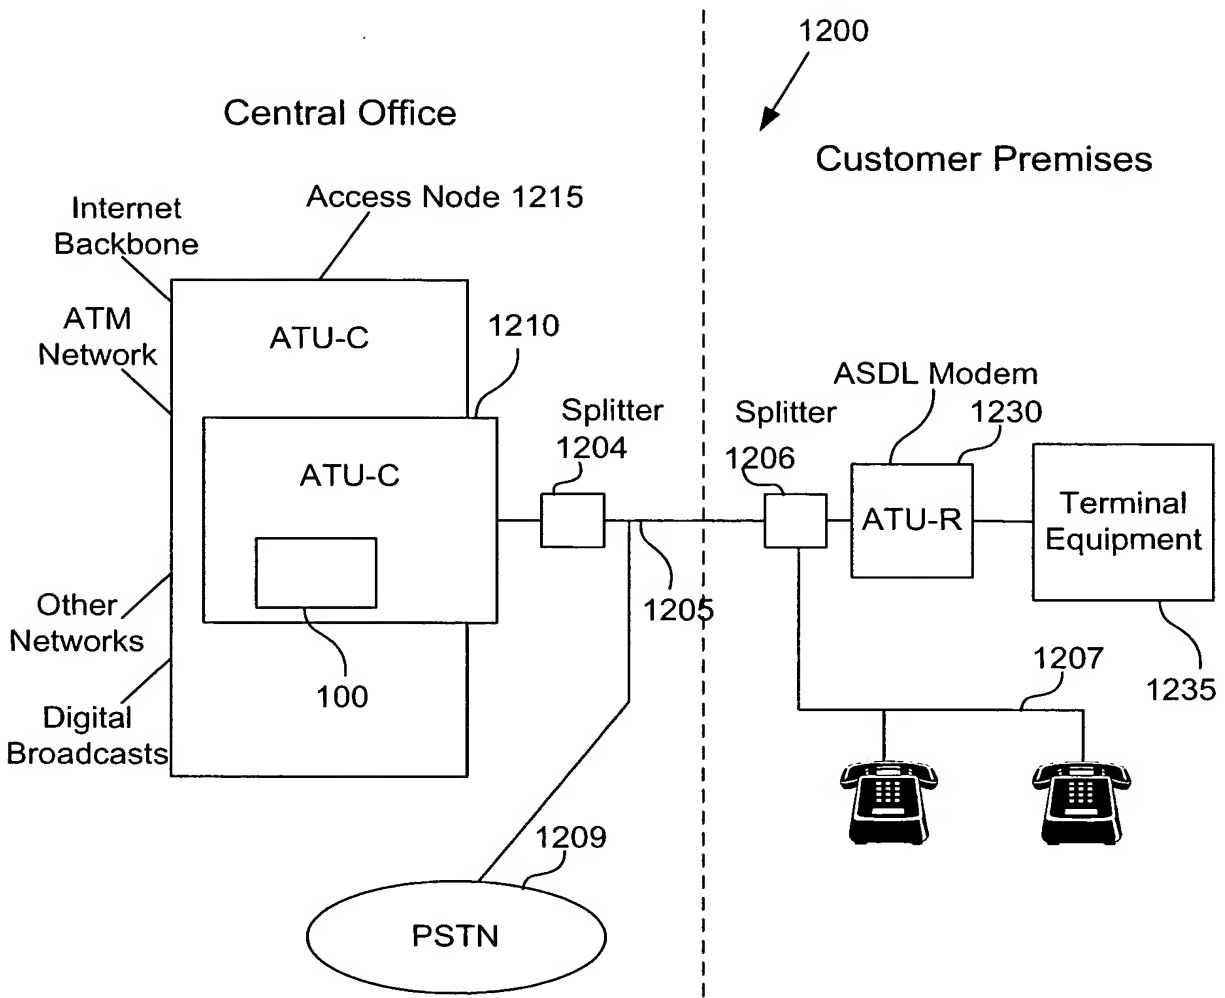 1200
Central Office
Customer Premises
Access Node 1215
Internet
Backbone
ATM
Network
ATU-C
1210
ASDL Modem
Splitter
1204
Splitter
1206
1230
ATU-C
ATU-R
Terminal
Equipment
Other
Networks
1205
100
1207
1235
Digital
Broadcasts
1209
PSTN